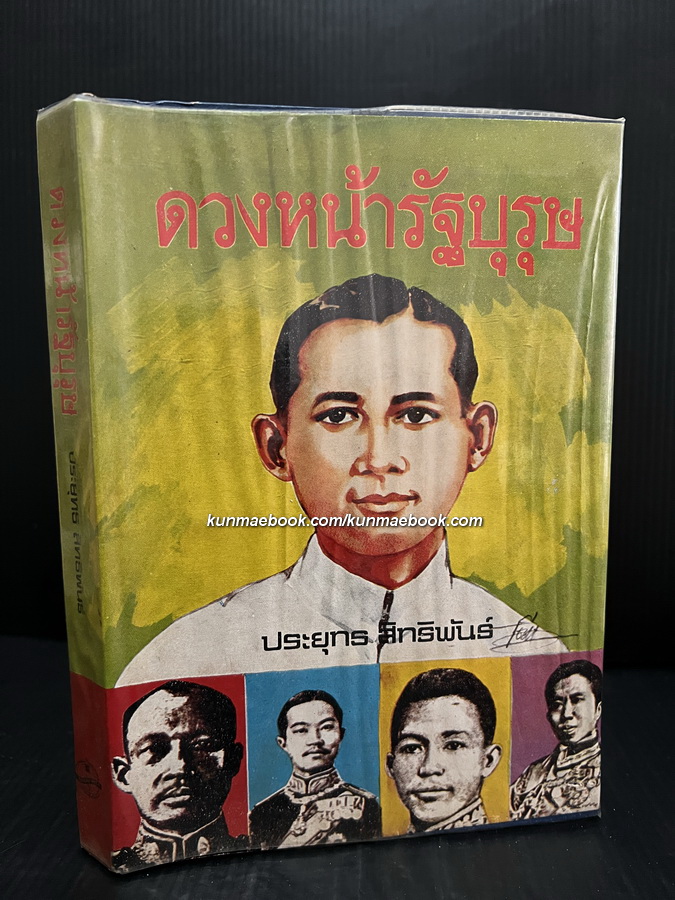 ดวงหน้ารัฐบุรุษ
kunmaebook.com/kunmaebook.com
ประยุทธ สิทธิพันธ์
ดวงหน้ารัฐบุรุษ
ประยุทธ สิทธิพันธ์